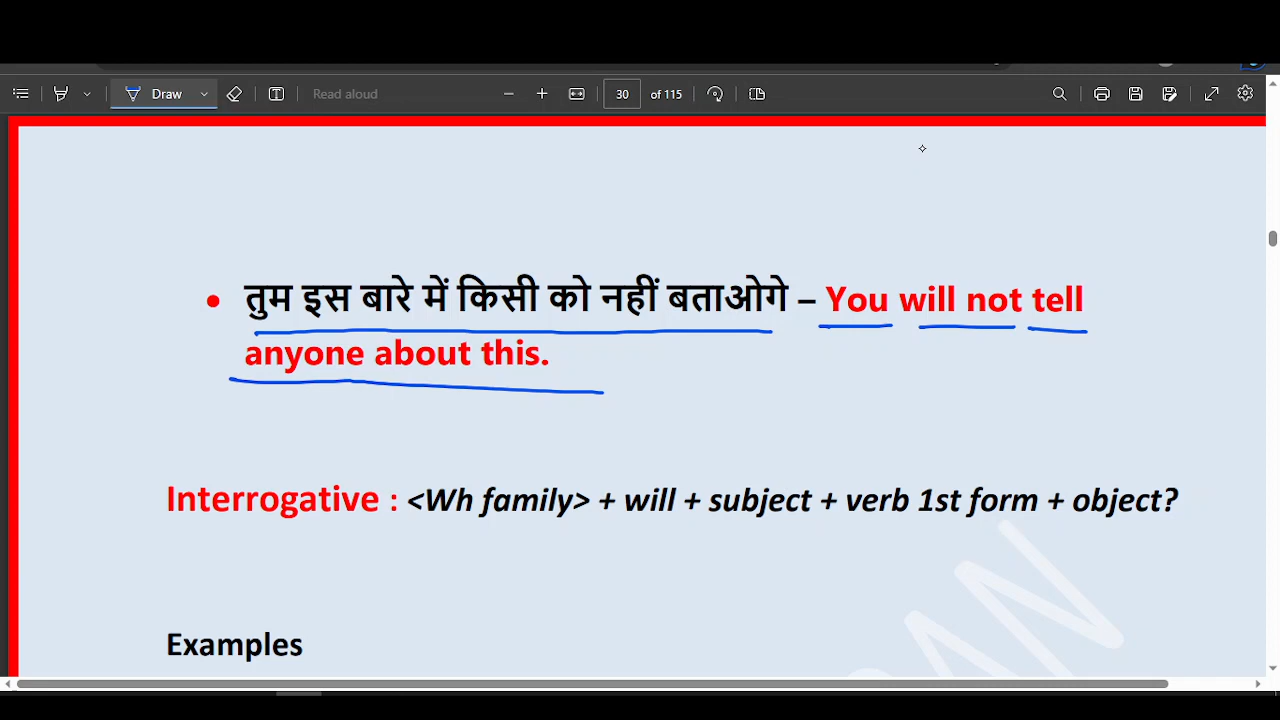 Draw
Read aloud
30
of 115
• तुम इस बारे में किसी को नहीं बताओगे – You will not tell
anyone about this.
Interrogative : <Wh family> + will + subject + verb 1st form + object?
Examples